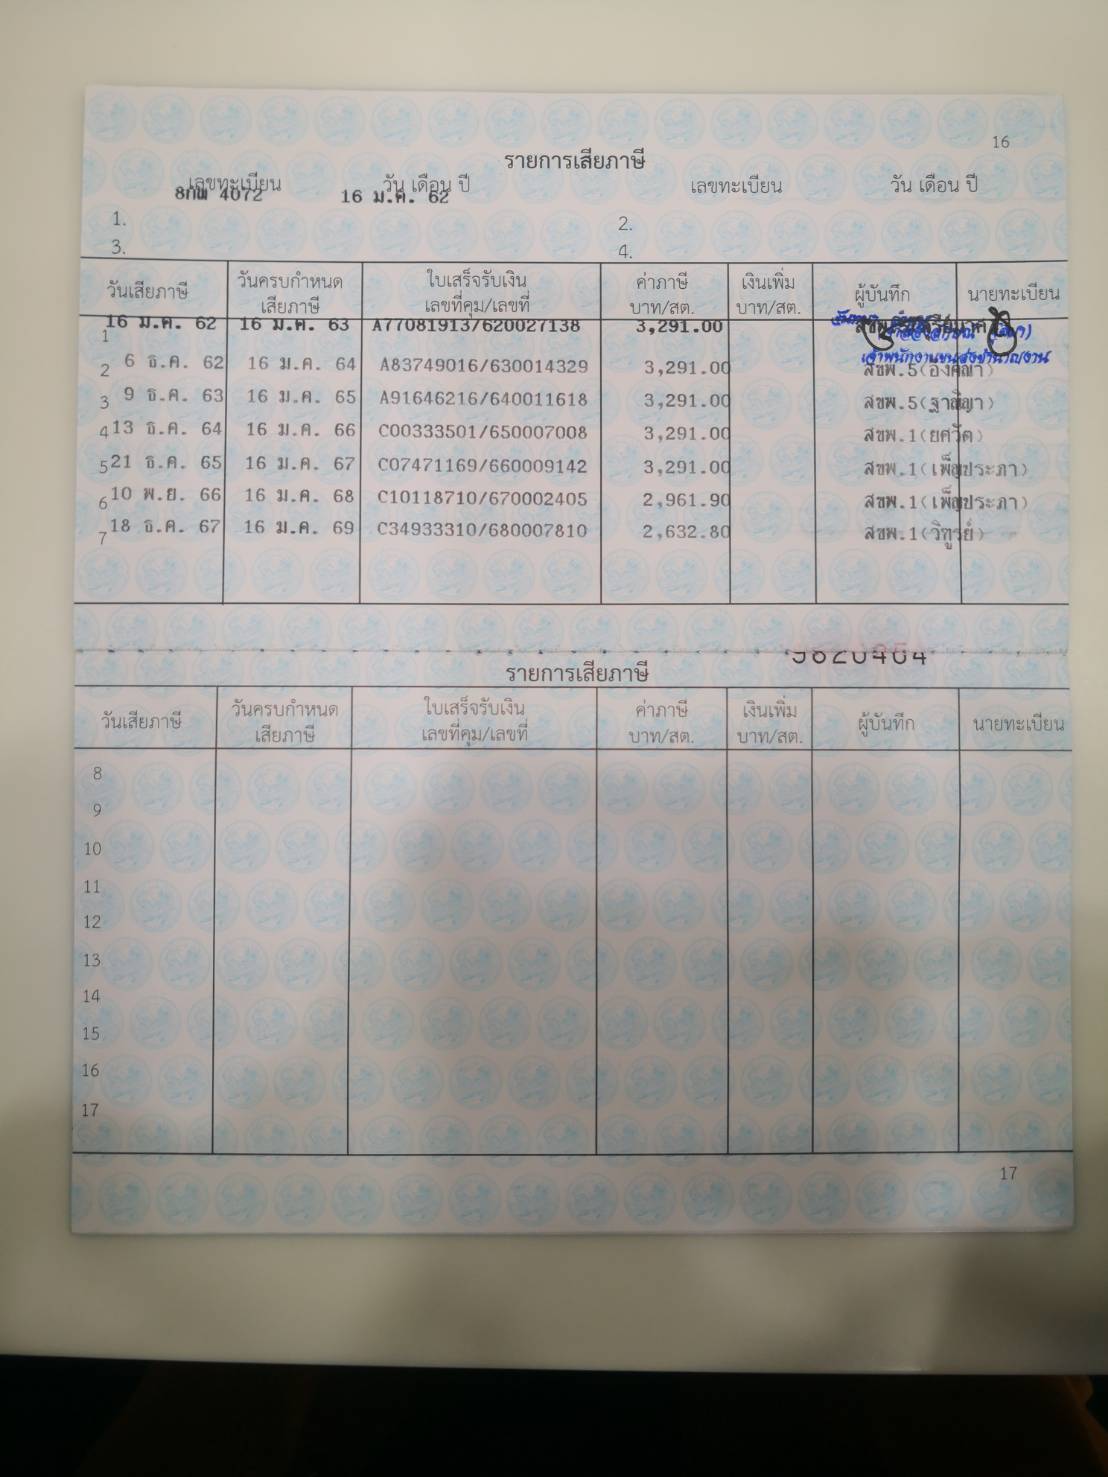 16
รายการเสียภาษี
เลขทะเบียน วัน เดือน ปี เลขทะเบียน วัน เดือน ปี
8กพ 4072 16 ม.ค. 62
1. 2.
3. 4.
วันเสียภาษี วันครบกำหนดเสียภาษี ใบเสร็จรับเงิน เลขที่คุม/เลขที่ ค่าภาษี บาท/สต. เงินเพิ่ม บาท/สต. ผู้บันทึก นายทะเบียน
1 16 ม.ค. 62 16 ม.ค. 63 A77081913/620027138 3,291.00
เจ้าพนักงานขนส่งชำนาญงาน
2 6 ธ.ค. 62 16 ม.ค. 64 A83749016/630014329 3,291.00 สขพ.5(อังคณา)
3 9 ธ.ค. 63 16 ม.ค. 65 A91646216/640011618 3,291.00 สขพ.5(ฐาสิญา)
4 13 ธ.ค. 64 16 ม.ค. 66 C00333501/650007008 3,291.00 สขพ.1(ยศวัด)
5 21 ธ.ค. 65 16 ม.ค. 67 C07471169/660009142 3,291.00 สขพ.1(เพ็ญประภา)
6 10 พ.ย. 66 16 ม.ค. 68 C10118710/670002405 2,961.90 สขพ.1(เพ็ญประภา)
7 18 ธ.ค. 67 16 ม.ค. 69 C34933310/680007810 2,632.80 สขพ.1(วิทูรย์)
9820464
รายการเสียภาษี
วันเสียภาษี วันครบกำหนดเสียภาษี ใบเสร็จรับเงิน เลขที่คุม/เลขที่ ค่าภาษี บาท/สต. เงินเพิ่ม บาท/สต. ผู้บันทึก นายทะเบียน
8
9
10
11
12
13
14
15
16
17
17